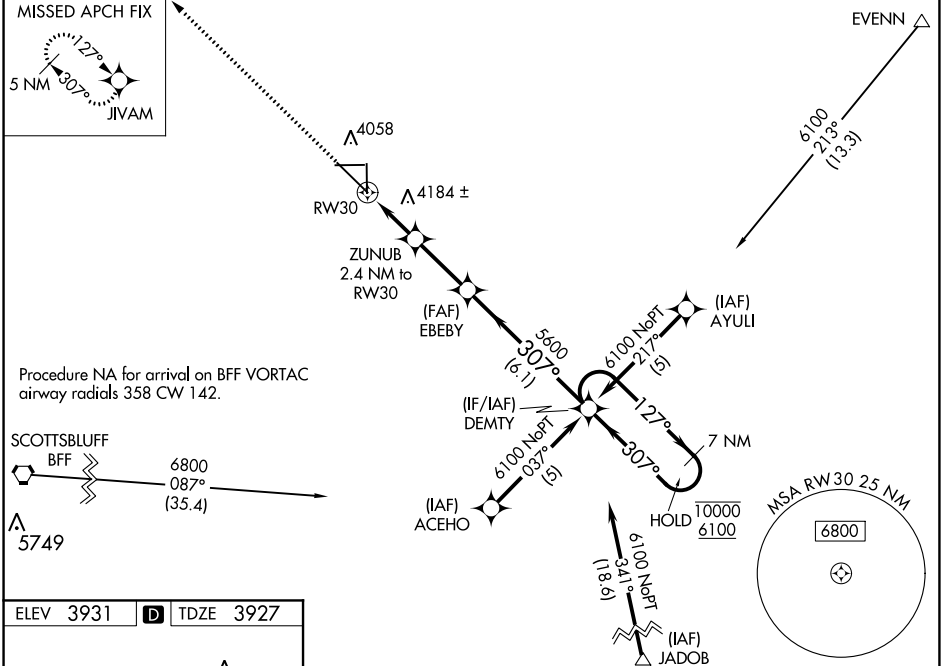 MISSED APCH FIX
127°
5 NM
307°
JIVAM
EVENN
6100
213°
(13.3)
4058
RW30
4184 ±
ZUNUB
2.4 NM to
RW30
(FAF)
EBEBY
(IAF)
AYULI
6100 NoPT
217°
(5)
5600
307°
(6.1)
Procedure NA for arrival on BFF VORTAC
airway radials 358 CW 142.
(IF/IAF)
DEMTY
127°
7 NM
307°
SCOTTSBLUFF
BFF
6800
087°
(35.4)
5749
6100 NoPT
037°
(5)
(IAF)
ACEHO
HOLD
10000
6100
MSA RW30 25 NM
6800
6100 NoPT
341°
(18.6)
(IAF)
JADOB
ELEV 3931 D TDZE 3927